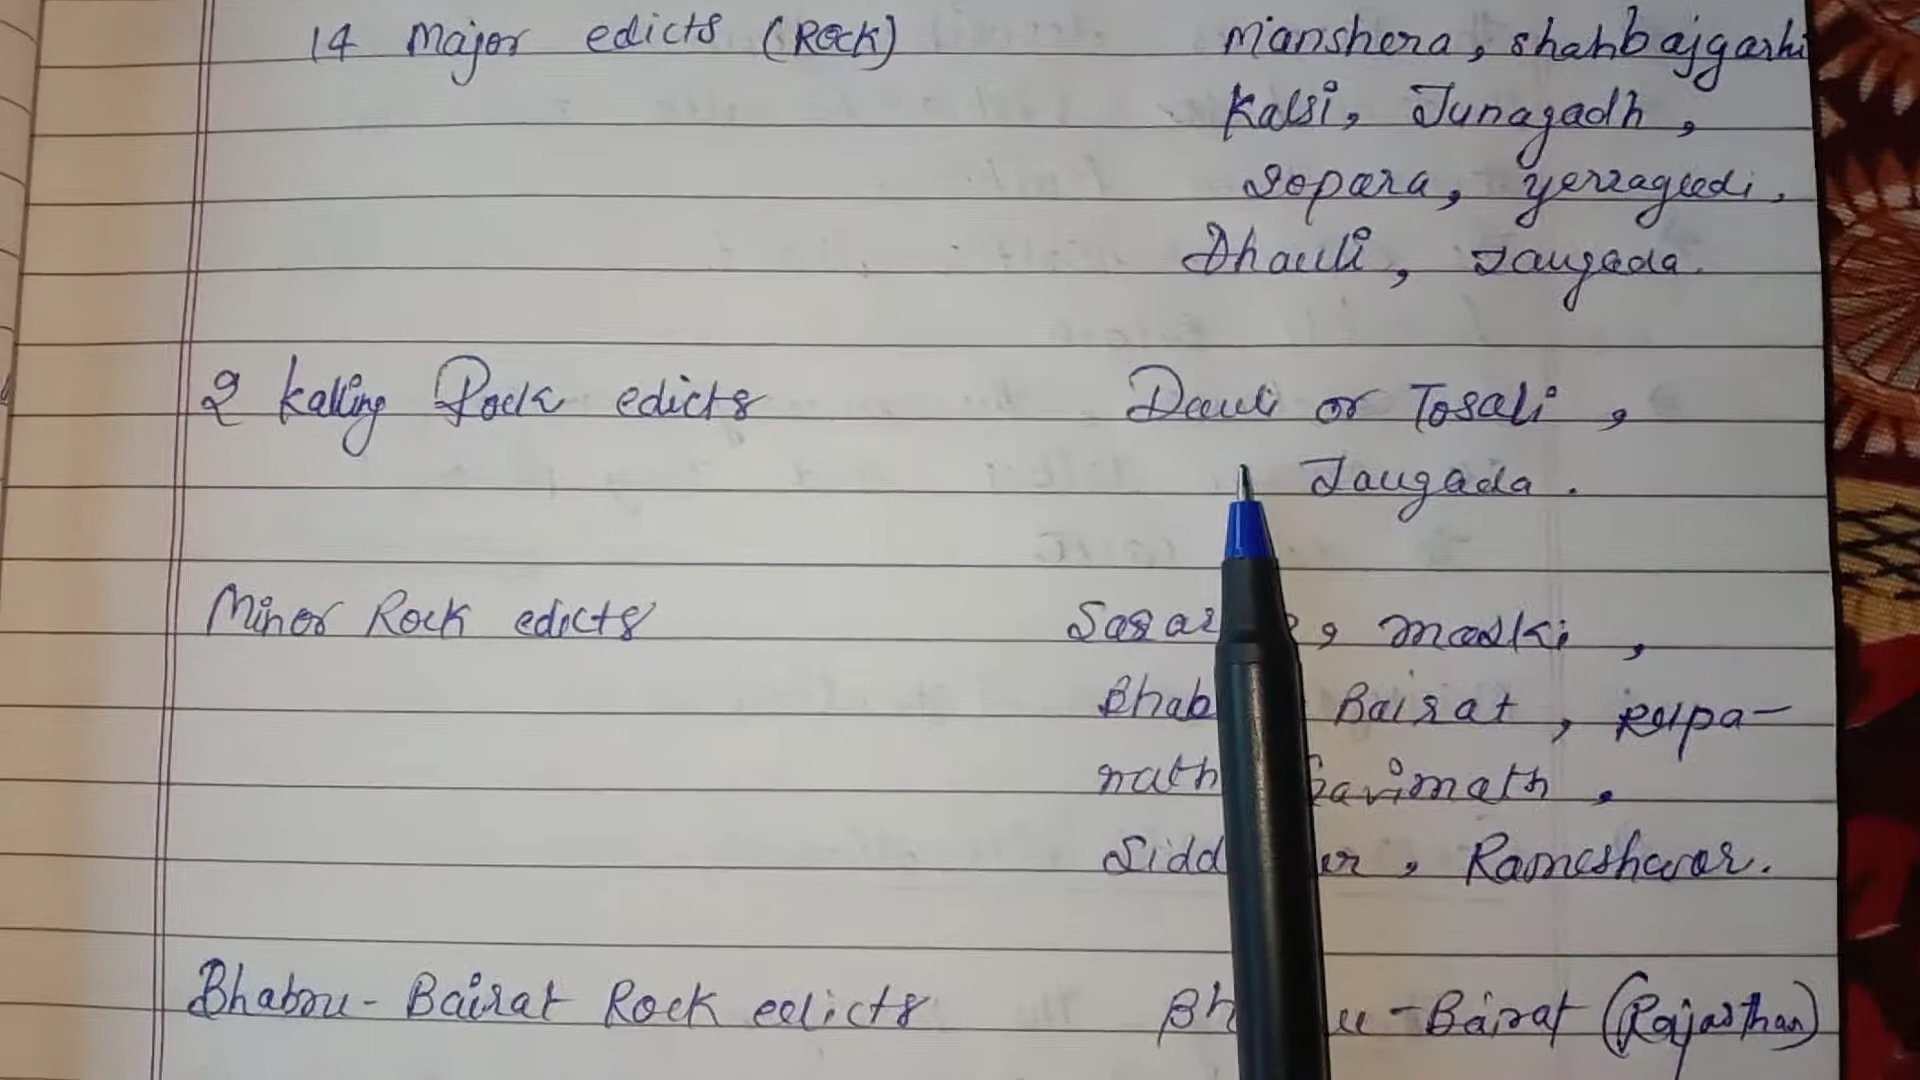 14 Major edicts (Rock) Manshera, shahbajgarhi
Kalsi, Junagadh,
Sopara, yerragudi,
Dhauli, Jaugada.
2 Kaling Rock edicts Dauli or Tosali,
Jaugada.
Minor Rock edicts Maski,
Bairat, Rupa-
nath Gavimath,
Rameshwar.
Bhabru-Bairat Rock edicts -Bairat (Rajasthan)